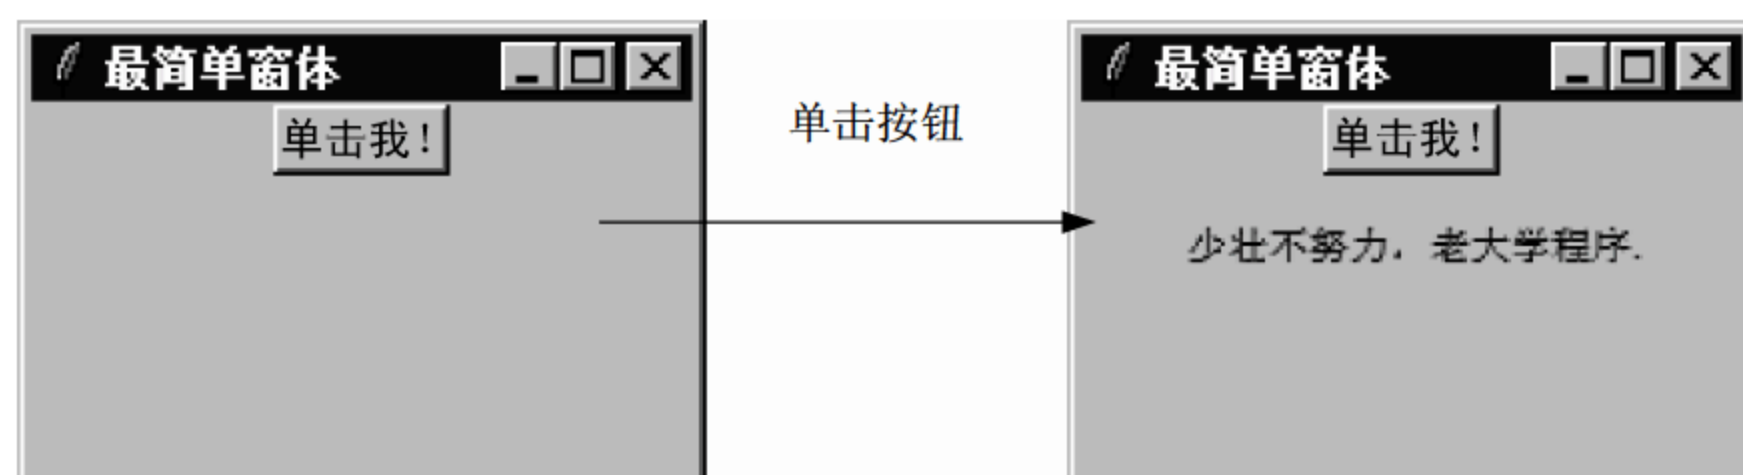 最简单窗体
单击我!
单击按钮
最简单窗体
单击我!
少壮不努力，老大学程序.